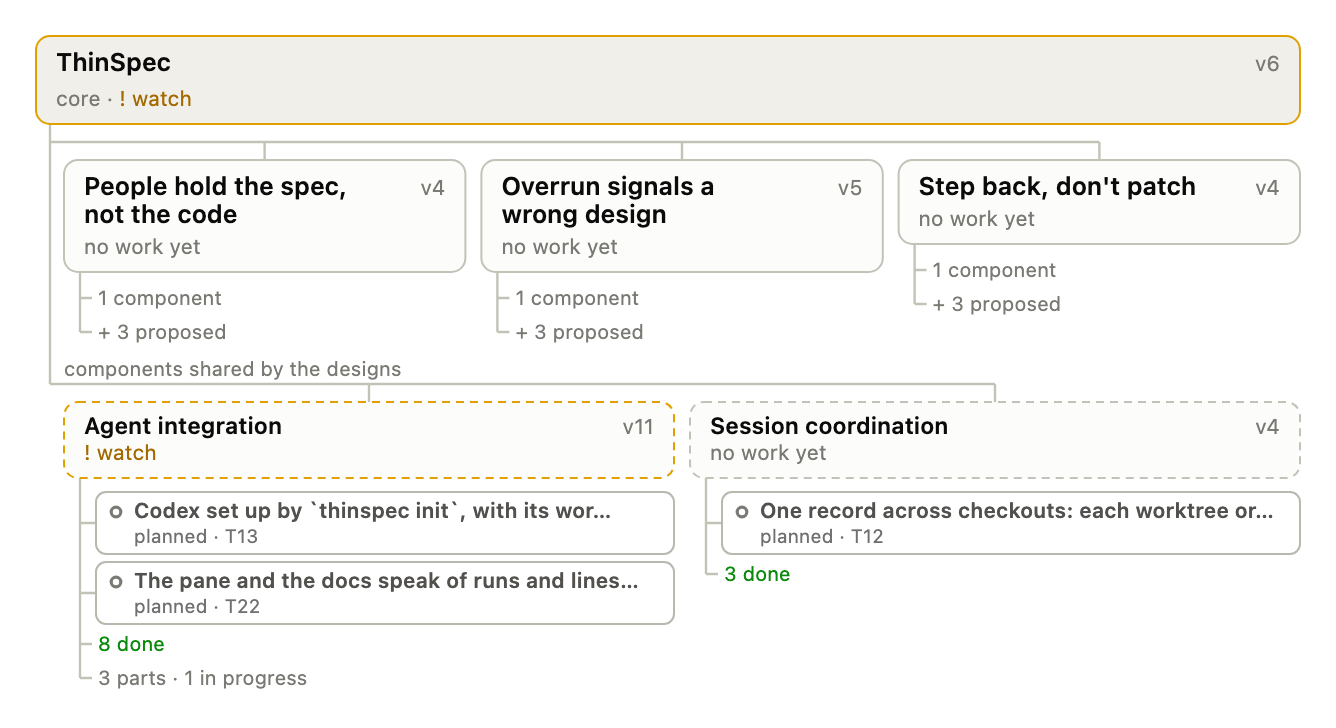 ThinSpec
v6
core · ! watch
People hold the spec,
not the code
v4
no work yet
1 component
+ 3 proposed
Overrun signals a
wrong design
v5
no work yet
1 component
+ 3 proposed
Step back, don't patch
v4
no work yet
1 component
+ 3 proposed
components shared by the designs
Agent integration
v11
! watch
Codex set up by `thinspec init`, with its wor...
planned · T13
The pane and the docs speak of runs and lines...
planned · T22
8 done
3 parts · 1 in progress
Session coordination
v4
no work yet
One record across checkouts: each worktree or...
planned · T12
3 done